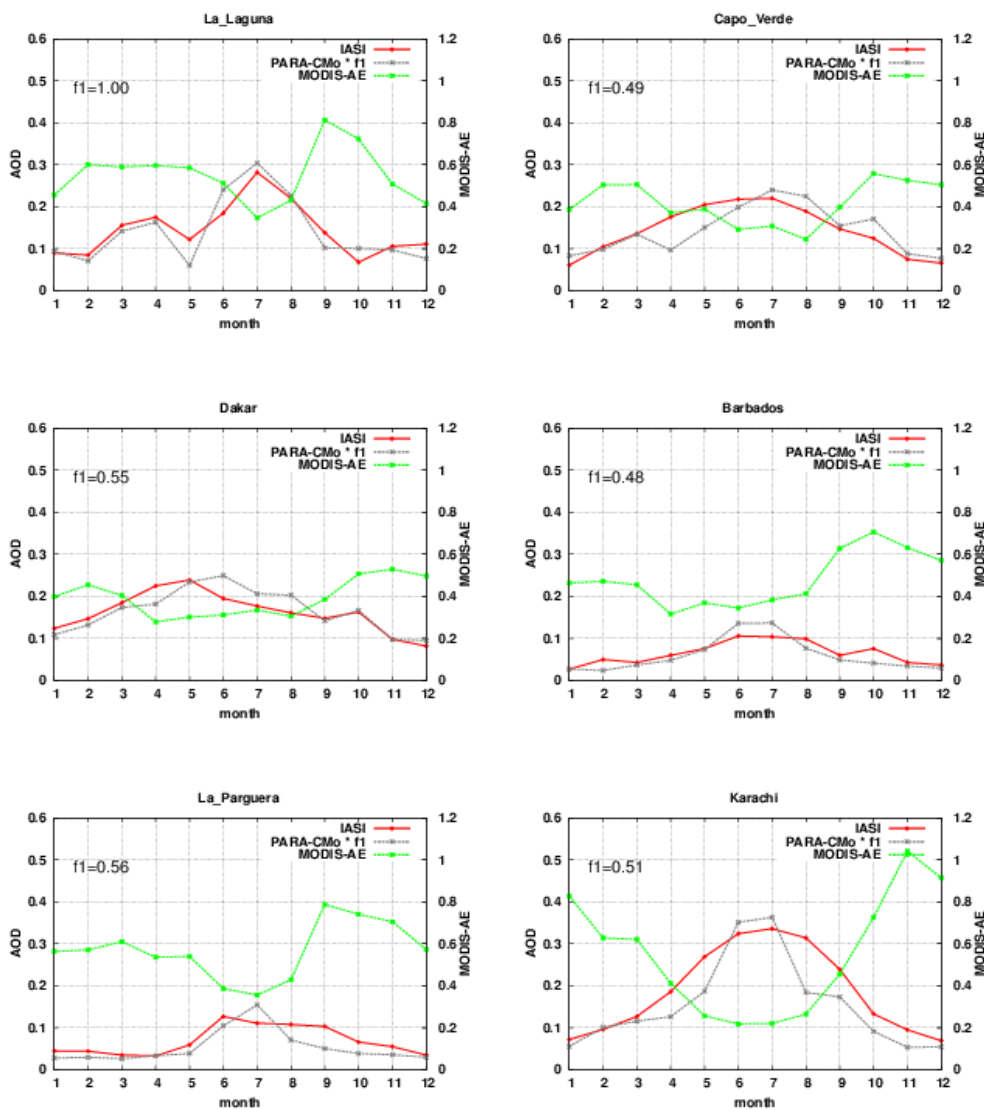 La_Laguna
0.6
0.5
0.4
0.3
0.2
0.1
0
AOD
1.2
1
0.8
0.6
0.4
0.2
0
MODIS-AE
IASI
PARA-CMo * f1
MODIS-AE
f1=1.00
1 2 3 4 5 6 7 8 9 10 11 12
month
Capo_Verde
0.6
0.5
0.4
0.3
0.2
0.1
0
AOD
1.2
1
0.8
0.6
0.4
0.2
0
MODIS-AE
IASI
PARA-CMo * f1
MODIS-AE
f1=0.49
1 2 3 4 5 6 7 8 9 10 11 12
month
Dakar
0.6
0.5
0.4
0.3
0.2
0.1
0
AOD
1.2
1
0.8
0.6
0.4
0.2
0
MODIS-AE
IASI
PARA-CMo * f1
MODIS-AE
f1=0.55
1 2 3 4 5 6 7 8 9 10 11 12
month
Barbados
0.6
0.5
0.4
0.3
0.2
0.1
0
AOD
1.2
1
0.8
0.6
0.4
0.2
0
MODIS-AE
IASI
PARA-CMo * f1
MODIS-AE
f1=0.48
1 2 3 4 5 6 7 8 9 10 11 12
month
La_Parguera
0.6
0.5
0.4
0.3
0.2
0.1
0
AOD
1.2
1
0.8
0.6
0.4
0.2
0
MODIS-AE
IASI
PARA-CMo * f1
MODIS-AE
f1=0.56
1 2 3 4 5 6 7 8 9 10 11 12
month
Karachi
0.6
0.5
0.4
0.3
0.2
0.1
0
AOD
1.2
1
0.8
0.6
0.4
0.2
0
MODIS-AE
IASI
PARA-CMo * f1
MODIS-AE
f1=0.51
1 2 3 4 5 6 7 8 9 10 11 12
month